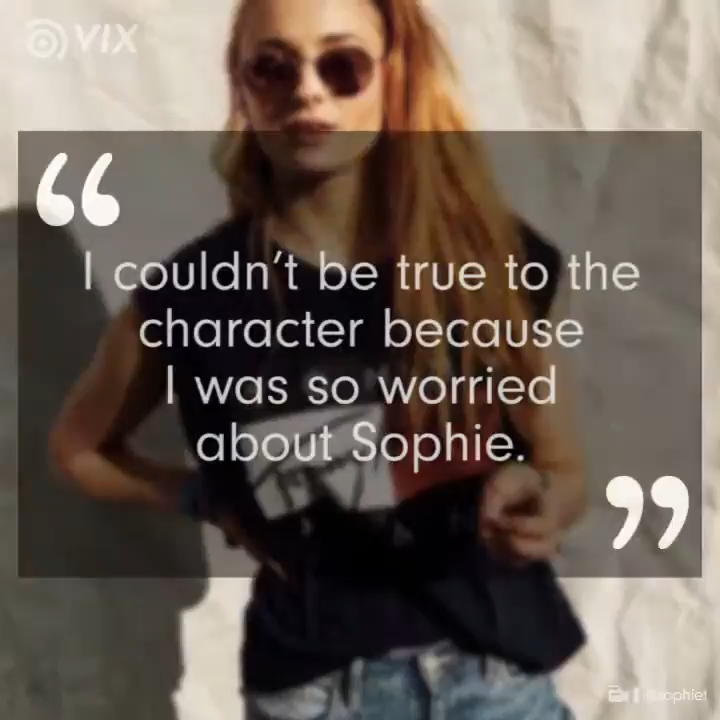 VIX
“
I couldn’t be true to the
character because
I was so worried
about Sophie.
”